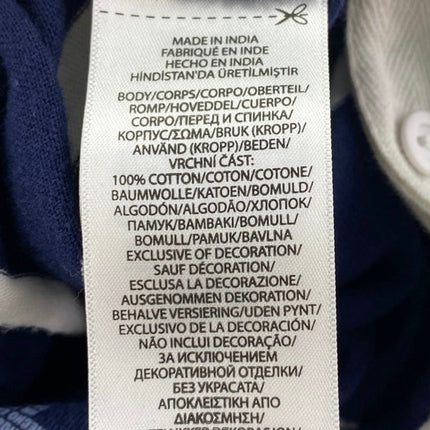 MADE IN INDIA
FABRIQUÉ EN INDE
HECHO EN INDIA
HİNDİSTAN'DA ÜRETİLMİŞTİR
BODY/CORPS/CORPO/OBERTEIL/
ROMP/HOVEDDEL/CUERPO/
CORPO/ПЕРЕД И СПИНКА/
КОРПУС/ΣΩΜΑ/BRUK (KROPP)/
ANVÄND (KROPP)/BEDEN/
VRCHNÍ ČÁST:
100% COTTON/COTON/COTONE/
BAUMWOLLE/KATOEN/BOMULD/
ALGODÓN/ALGODÃO/ХЛОПОК/
ПАМУК/ΒΑΜΒΑΚΙ/BOMULL/
BOMULL/PAMUK/BAVLNA
EXCLUSIVE OF DECORATION/
SAUF DÉCORATION/
ESCLUSA LA DECORAZIONE/
AUSGENOMMEN DEKORATION/
BEHALVE VERSIERING/UDEN PYNT/
EXCLUSIVO DE LA DECORACIÓN/
NÃO INCLUI DECORAÇÃO/
ЗА ИСКЛЮЧЕНИЕМ
ДЕКОРАТИВНОЙ ОТДЕЛКИ/
БЕЗ УКРАСАТА/
ΑΠΟΚΛΕΙΣΤΙΚΗ ΑΠΟ
ΔΙΑΚΟΣΜΗΣΗ/